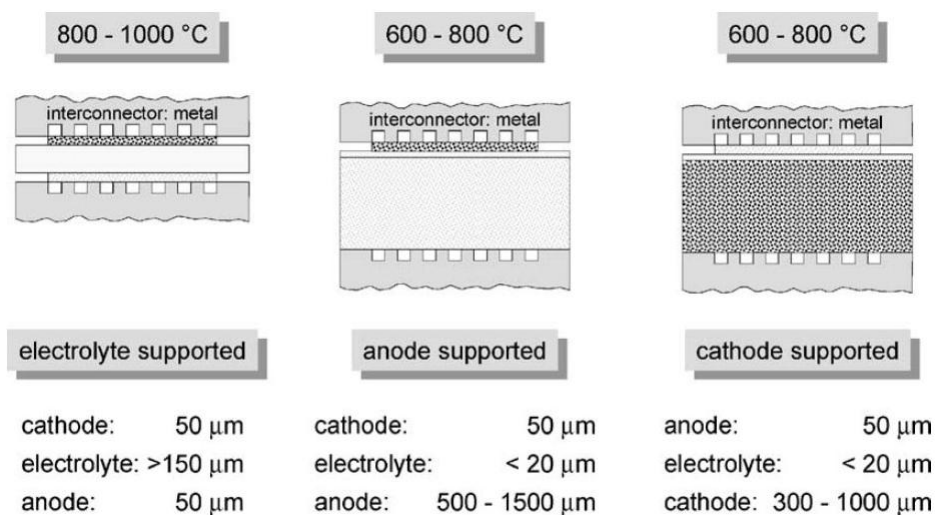 800 - 1000 °C
600 - 800 °C
600 - 800 °C
interconnector: metal
interconnector: metal
interconnector: metal
electrolyte supported
anode supported
cathode supported
cathode: 50 µm
electrolyte: >150 µm
anode: 50 µm
cathode: 50 µm
electrolyte: < 20 µm
anode: 500 - 1500 µm
anode: 50 µm
electrolyte: < 20 µm
cathode: 300 - 1000 µm